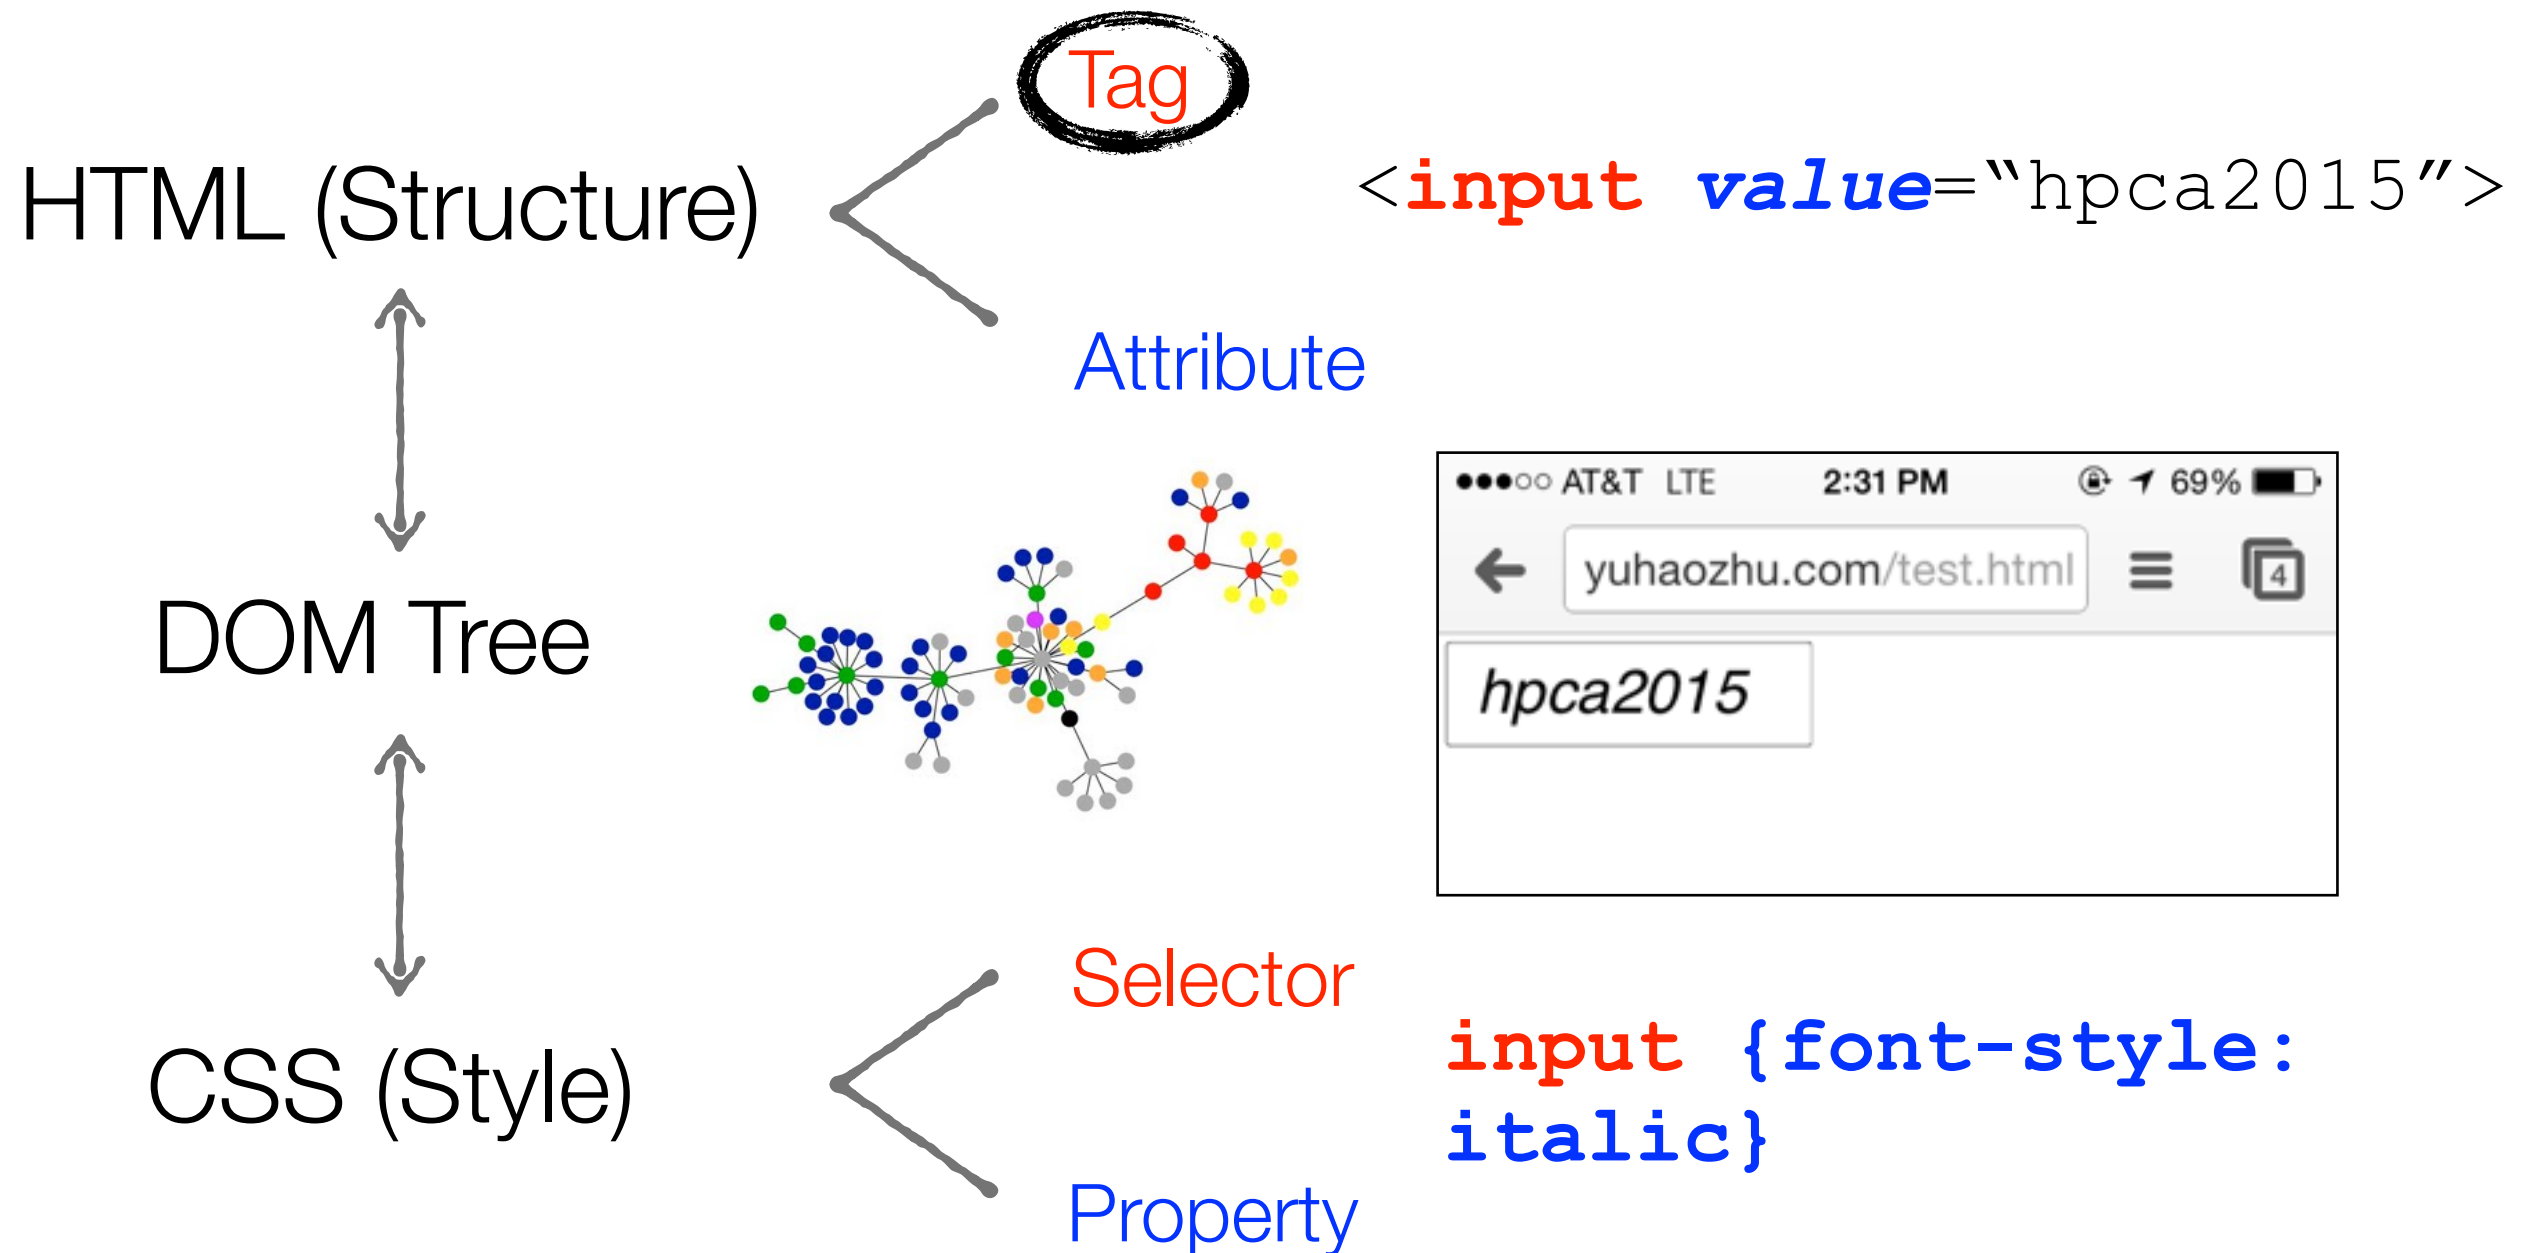 Tag
HTML (Structure)
<input value=“hpca2015”>
Attribute
AT&T LTE 2:31 PM 69%
yuhaozhu.com/test.html 4
DOM Tree
hpca2015
Selector
CSS (Style)
input {font-style:
italic}
Property